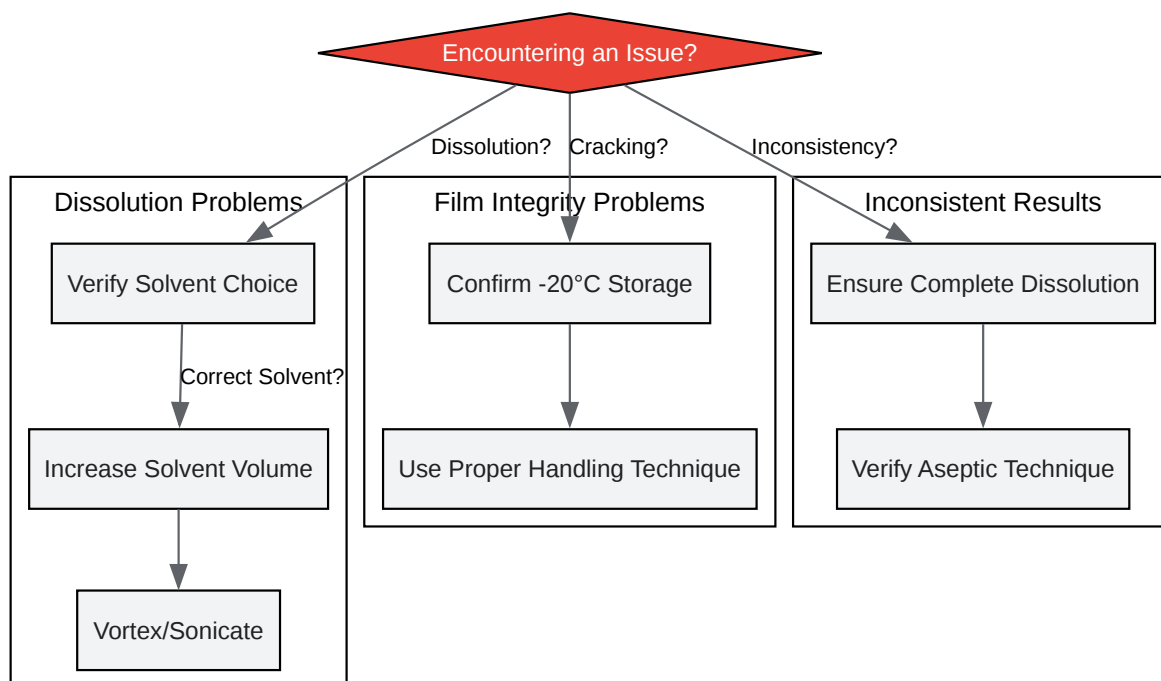 Encountering an Issue?
Dissolution?
Cracking?
Inconsistency?
Dissolution Problems
Film Integrity Problems
Inconsistent Results
Verify Solvent Choice
Confirm -20°C Storage
Ensure Complete Dissolution
Correct Solvent?
Increase Solvent Volume
Use Proper Handling Technique
Verify Aseptic Technique
Vortex/Sonicate